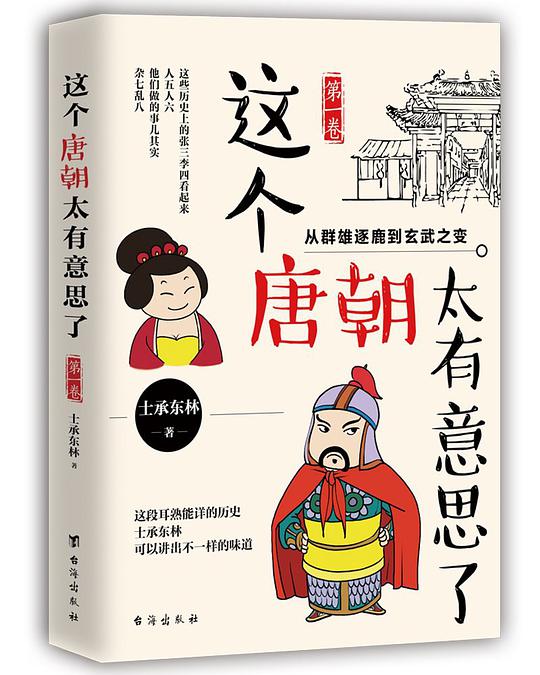 这个唐朝太有意思了
第一卷
士承东林 著
台海出版社
这些历史上的张三李四看起来
人五人六
他们做的事儿其实
杂七乱八
这个
唐朝
太有意思了
第一卷
从群雄逐鹿到玄武之变
士承东林
著
这段耳熟能详的历史
士承东林
可以讲出不一样的味道
台海出版社